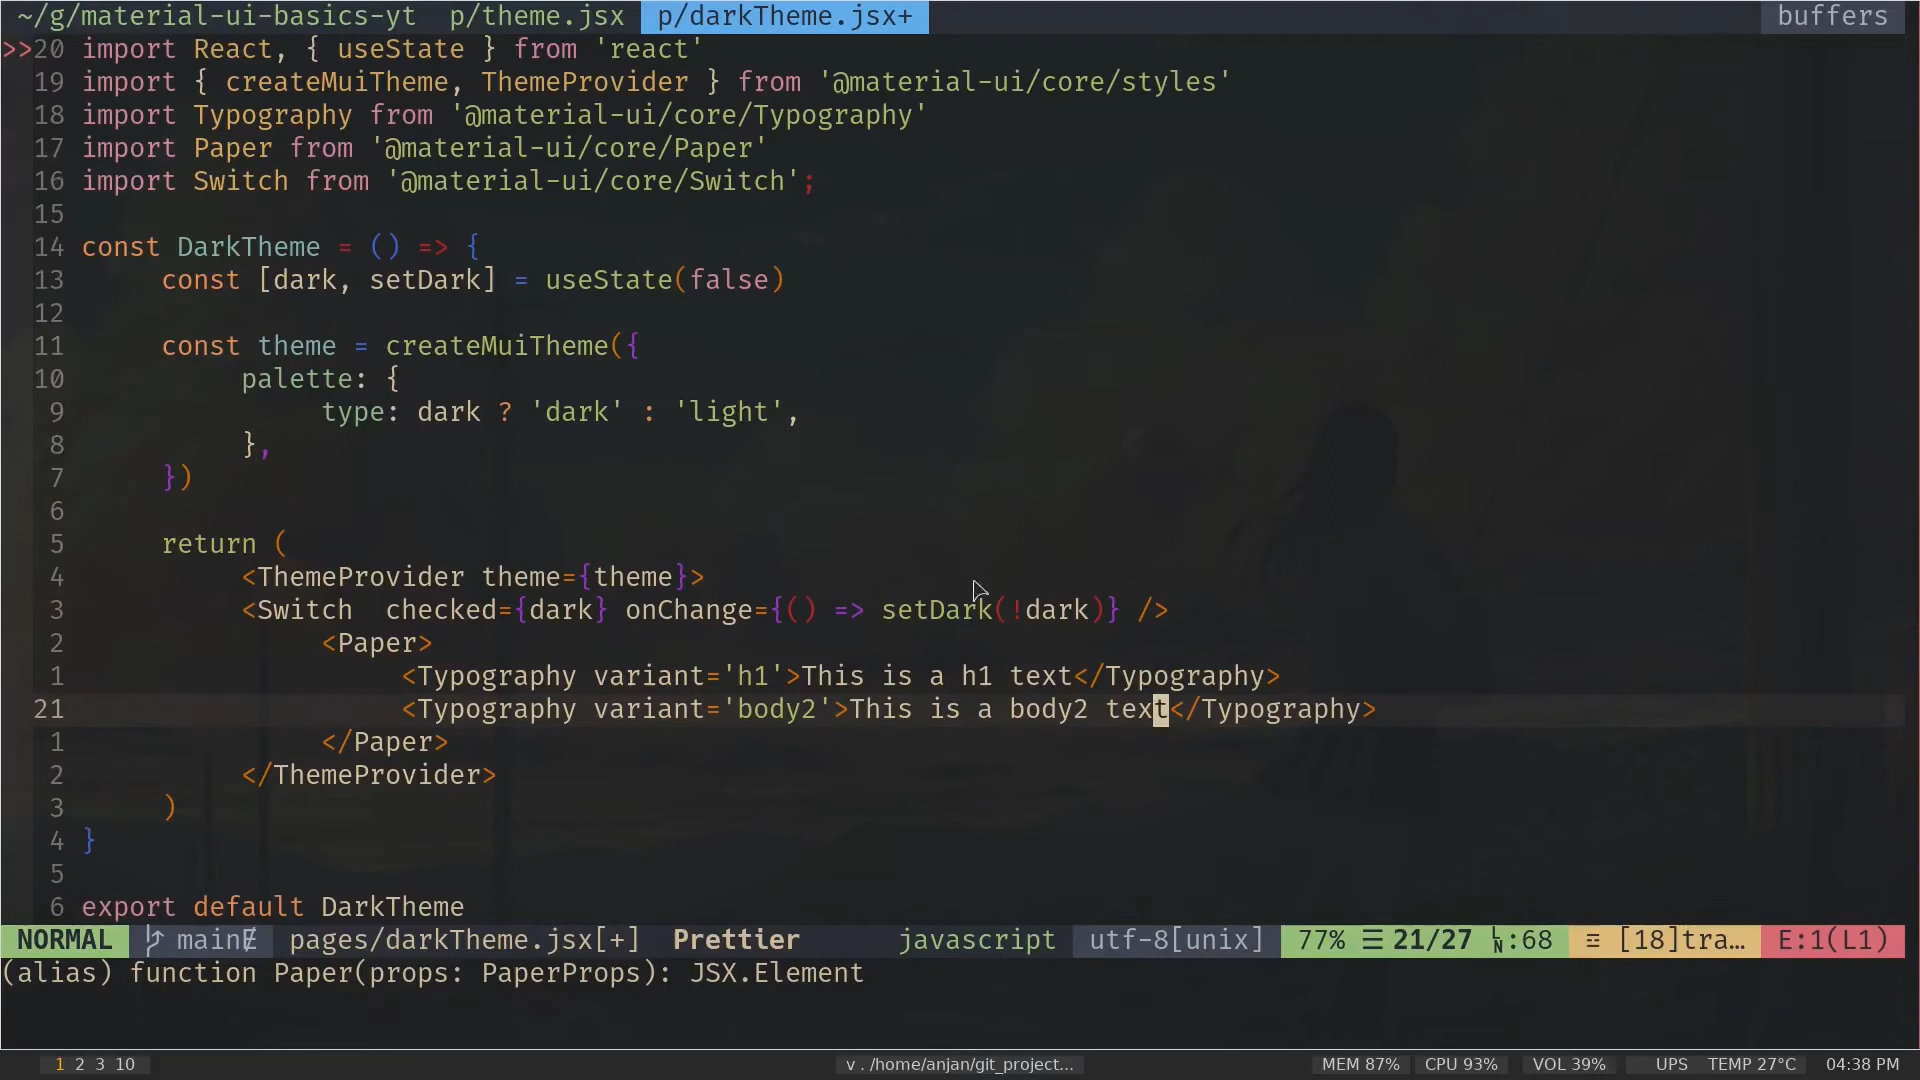 ~/g/material-ui-basics-yt p/theme.jsx p/darkTheme.jsx+ buffers
>>20 import React, { useState } from 'react'
19 import { createMuiTheme, ThemeProvider } from '@material-ui/core/styles'
18 import Typography from '@material-ui/core/Typography'
17 import Paper from '@material-ui/core/Paper'
16 import Switch from '@material-ui/core/Switch';
15
14 const DarkTheme = () => {
13 const [dark, setDark] = useState(false)
12
11 const theme = createMuiTheme({
10 palette: {
9 type: dark ? 'dark' : 'light',
8 },
7 })
6
5 return (
4 <ThemeProvider theme={theme}>
3 <Switch  checked={dark} onChange={() => setDark(!dark)} />
2 <Paper>
1 <Typography variant='h1'>This is a h1 text</Typography>
21 <Typography variant='body2'>This is a body2 text</Typography>
1 </Paper>
2 </ThemeProvider>
3 )
4 }
5
6 export default DarkTheme
NORMAL main pages/darkTheme.jsx[+] Prettier javascript utf-8[unix] 77% ☰ 21/27 :68 [18]tra… E:1(L1)
(alias) function Paper(props: PaperProps): JSX.Element
1 2 3 10 v . /home/anjan/git_project... MEM 87% CPU 93% VOL 39% UPS TEMP 27°C 04:38 PM